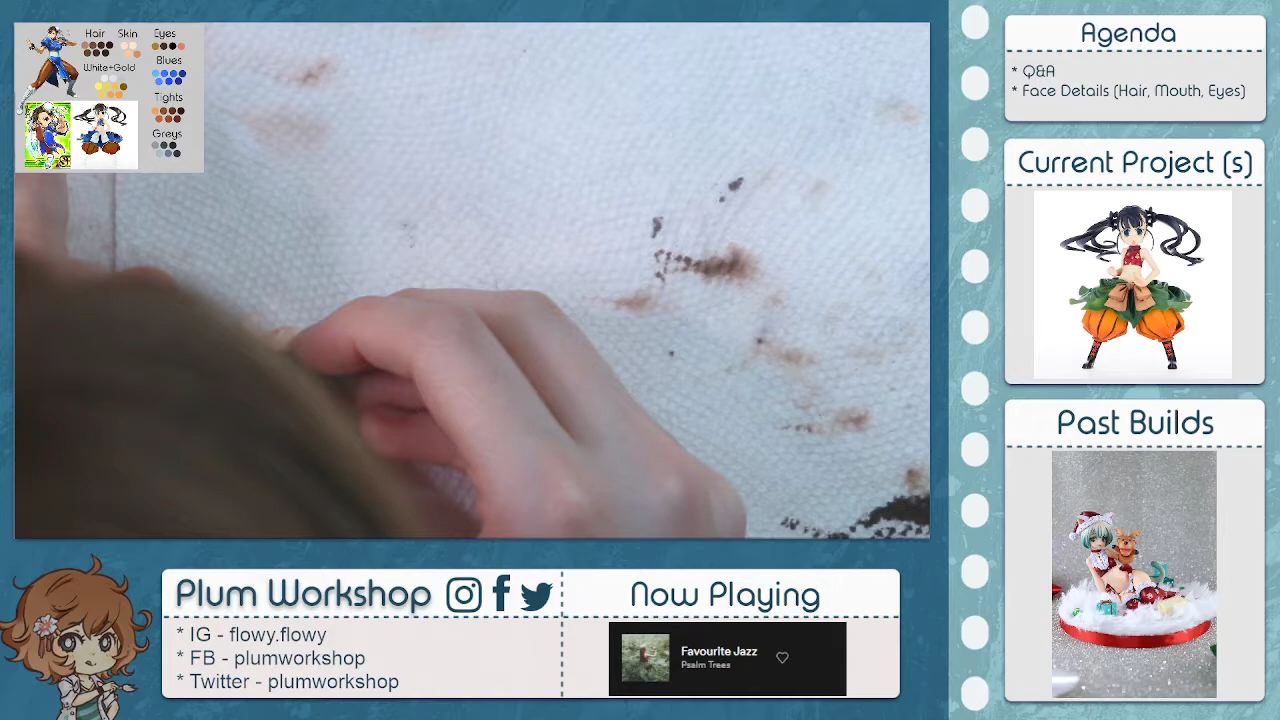 Hair Skin Eyes
White+Gold
Blues
Tights
Greys
Agenda
* Q&A
* Face Details (Hair, Mouth, Eyes)
Current Project (s)
Past Builds
Plum Workshop
* IG - flowy.flowy
* FB - plumworkshop
* Twitter - plumworkshop
Now Playing
Favourite Jazz
Psalm Trees